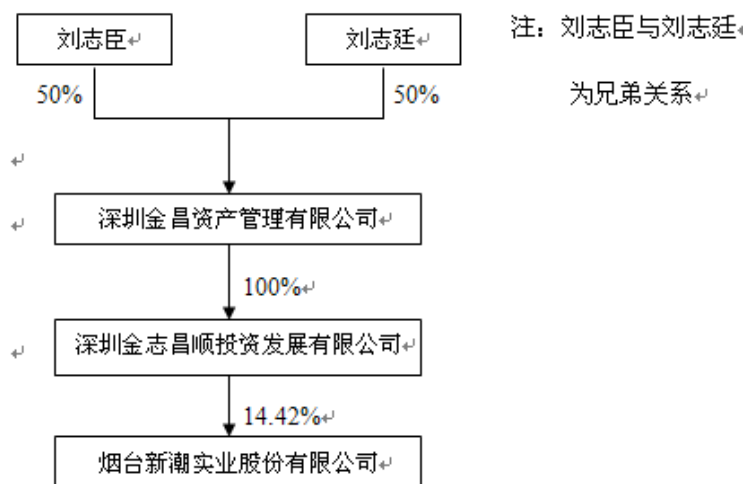 刘志臣
刘志廷
注：刘志臣与刘志廷
为兄弟关系
50%
50%
深圳金昌资产管理有限公司
100%
深圳金志昌顺投资发展有限公司
14.42%
烟台新潮实业股份有限公司